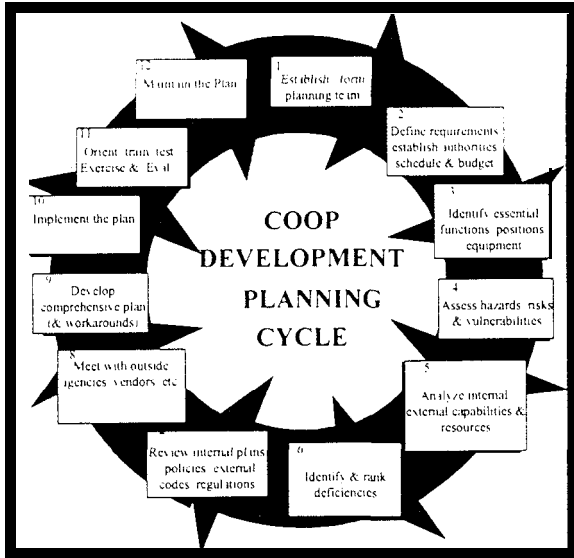 12
Maintain the Plan
1
Establish form
planning team
2
Define requirements
establish authorities
schedule & budget
3
Identify essential
functions positions
equipment
4
Assess hazards risks
& vulnerabilities
5
Analyze internal
external capabilities &
resources
6
Identify & rank
deficiencies
Review internal plans
policies external
codes regulations
8
Meet with outside
agencies vendors etc
9
Develop
comprehensive plan
(& workarounds)
10
Implement the plan
11
Orient train test
Exercise & Eval
COOP
DEVELOPMENT
PLANNING
CYCLE